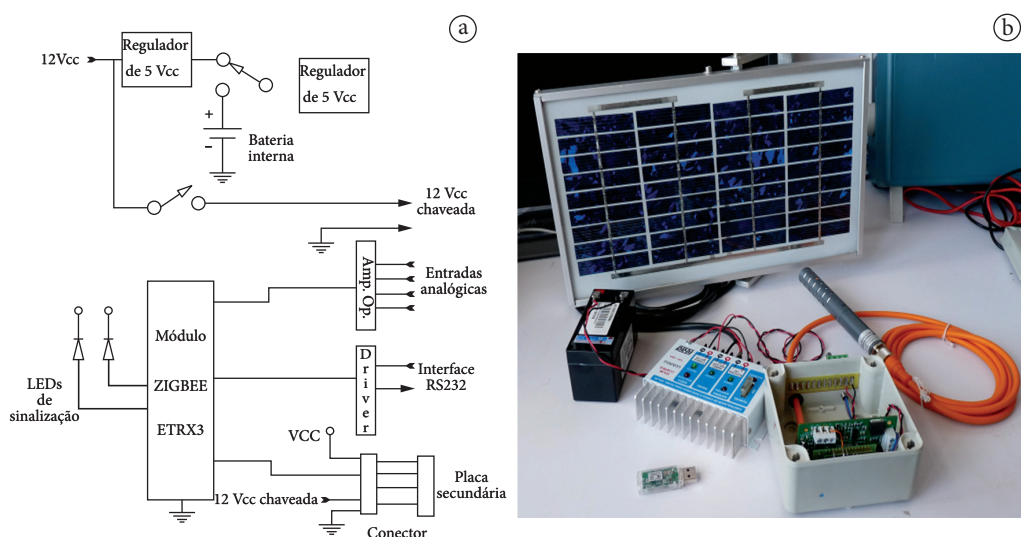 a
b
12Vcc
Regulador
de 5 Vcc
Regulador
de 5 Vcc
+
−
Bateria
interna
12 Vcc
chaveada
Amp. Op.
Entradas
analógicas
Módulo
ZIGBEE
ETRX3
LEDs
de
sinalização
Driver
Interface
RS232
VCC
12 Vcc chaveada
Placa
secundária
Conector